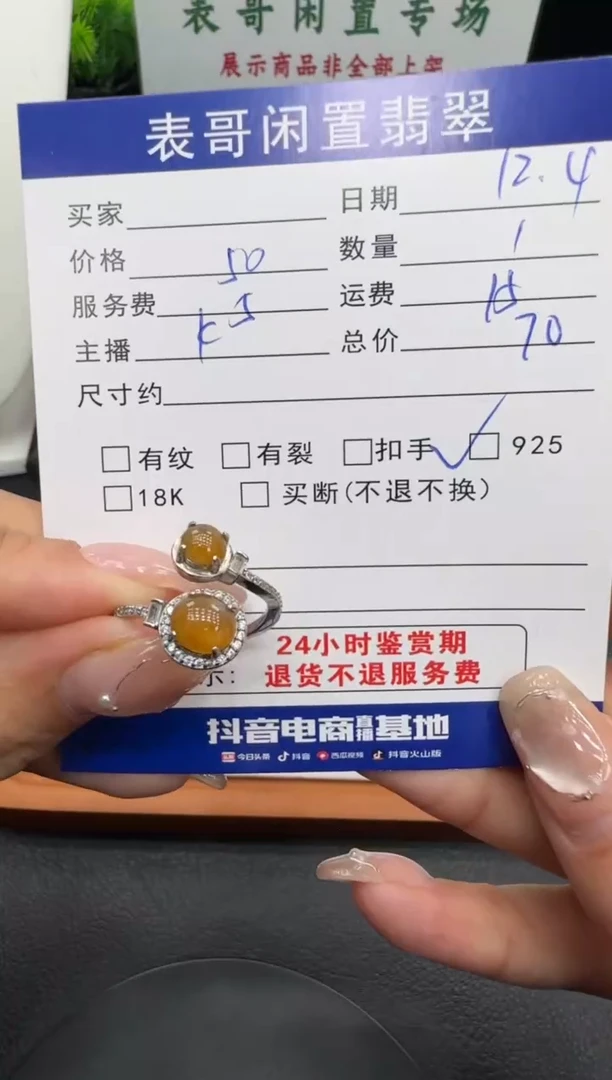 表哥闲置专场
展示商品非全部上架
表哥闲置翡翠
买家 日期 12.4
价格 50 数量 1
服务费 5 运费 15
主播 K 总价 70
尺寸约
□有纹 □有裂 □扣手 ✓□925
□18K □买断(不退不换)
24小时鉴赏期
示: 退货不退服务费
抖音电商直播基地
今日头条 抖音 西瓜视频 抖音火山版